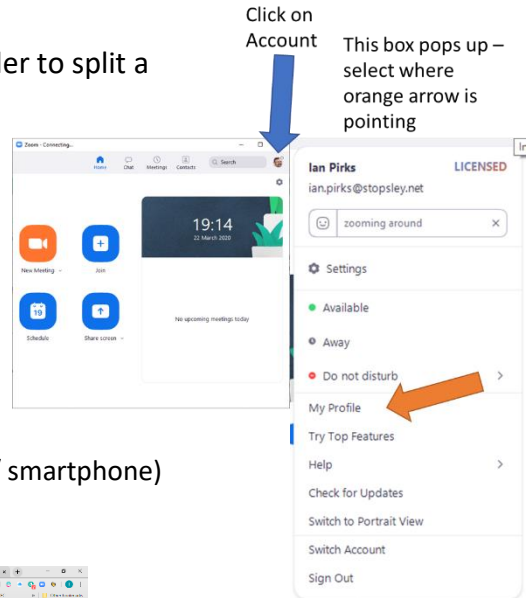 Click on
Account
This box pops up –
select where
orange arrow is
pointing
ler to split a
Zoom - Connecting...
Home
Chat
Meetings
Contacts
Search
19:14
22 March 2020
No upcoming meetings today
New Meeting
Join
19
Schedule
Share screen
Ian Pirks
LICENSED
ian.pirks@stopsley.net
zooming around
Settings
Available
Away
Do not disturb
My Profile
Try Top Features
Help
Check for Updates
Switch to Portrait View
Switch Account
Sign Out
smartphone)